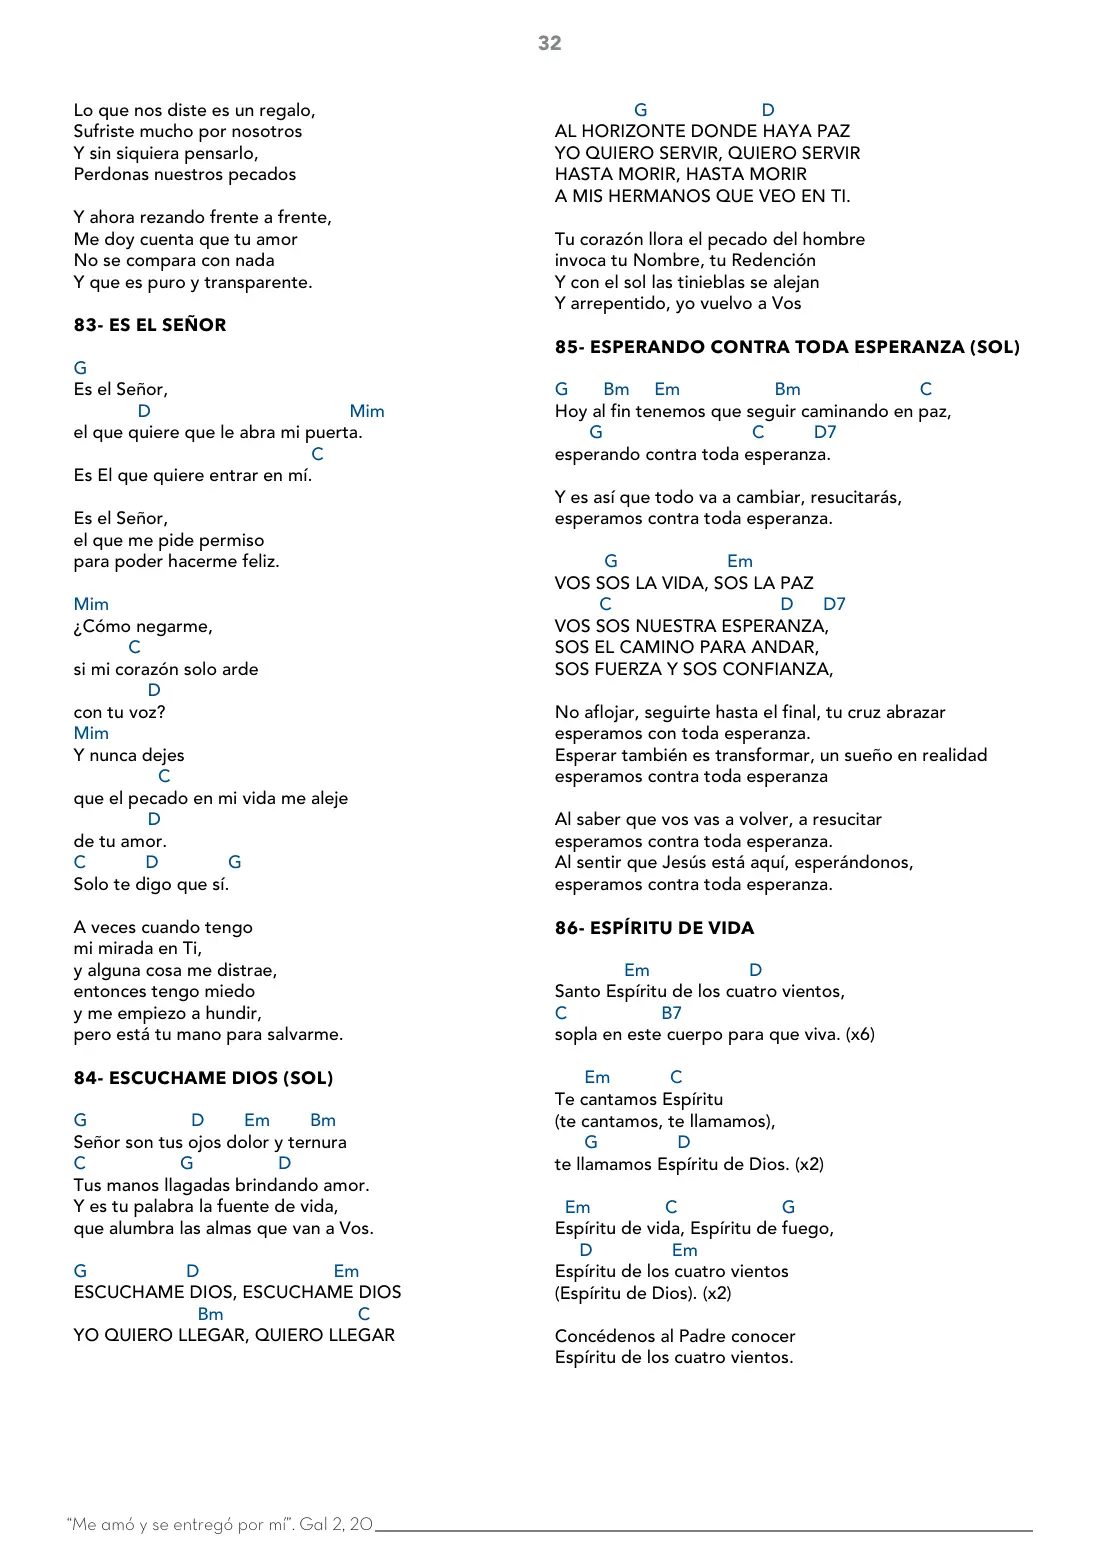 32
Lo que nos diste es un regalo,
Sufriste mucho por nosotros
Y sin siquiera pensarlo,
Perdonas nuestros pecados
Y ahora rezando frente a frente,
Me doy cuenta que tu amor
No se compara con nada
Y que es puro y transparente.
83- ES EL SEÑOR
G
Es el Señor,
D Mim
el que quiere que le abra mi puerta.
C
Es El que quiere entrar en mí.
Es el Señor,
el que me pide permiso
para poder hacerme feliz.
Mim
¿Cómo negarme,
C
si mi corazón solo arde
D
con tu voz?
Mim
Y nunca dejes
C
que el pecado en mi vida me aleje
D
de tu amor.
C D G
Solo te digo que sí.
A veces cuando tengo
mi mirada en Ti,
y alguna cosa me distrae,
entonces tengo miedo
y me empiezo a hundir,
pero está tu mano para salvarme.
84- ESCUCHAME DIOS (SOL)
G D Em Bm
Señor son tus ojos dolor y ternura
C G D
Tus manos llagadas brindando amor.
Y es tu palabra la fuente de vida,
que alumbra las almas que van a Vos.
G D Em
ESCUCHAME DIOS, ESCUCHAME DIOS
Bm C
YO QUIERO LLEGAR, QUIERO LLEGAR
G D
AL HORIZONTE DONDE HAYA PAZ
YO QUIERO SERVIR, QUIERO SERVIR
HASTA MORIR, HASTA MORIR
A MIS HERMANOS QUE VEO EN TI.
Tu corazón llora el pecado del hombre
invoca tu Nombre, tu Redención
Y con el sol las tinieblas se alejan
Y arrepentido, yo vuelvo a Vos
85- ESPERANDO CONTRA TODA ESPERANZA (SOL)
G Bm Em Bm C
Hoy al fin tenemos que seguir caminando en paz,
G C D7
esperando contra toda esperanza.
Y es así que todo va a cambiar, resucitarás,
esperamos contra toda esperanza.
G Em
VOS SOS LA VIDA, SOS LA PAZ
C D D7
VOS SOS NUESTRA ESPERANZA,
SOS EL CAMINO PARA ANDAR,
SOS FUERZA Y SOS CONFIANZA,
No aflojar, seguirte hasta el final, tu cruz abrazar
esperamos con toda esperanza.
Esperar también es transformar, un sueño en realidad
esperamos contra toda esperanza
Al saber que vos vas a volver, a resucitar
esperamos contra toda esperanza.
Al sentir que Jesús está aquí, esperándonos,
esperamos contra toda esperanza.
86- ESPÍRITU DE VIDA
Em D
Santo Espíritu de los cuatro vientos,
C B7
sopla en este cuerpo para que viva. (x6)
Em C
Te cantamos Espíritu
(te cantamos, te llamamos),
G D
te llamamos Espíritu de Dios. (x2)
Em C G
Espíritu de vida, Espíritu de fuego,
D Em
Espíritu de los cuatro vientos
(Espíritu de Dios). (x2)
Concédenos al Padre conocer
Espíritu de los cuatro vientos.
“Me amó y se entregó por mí”. Gal 2, 20